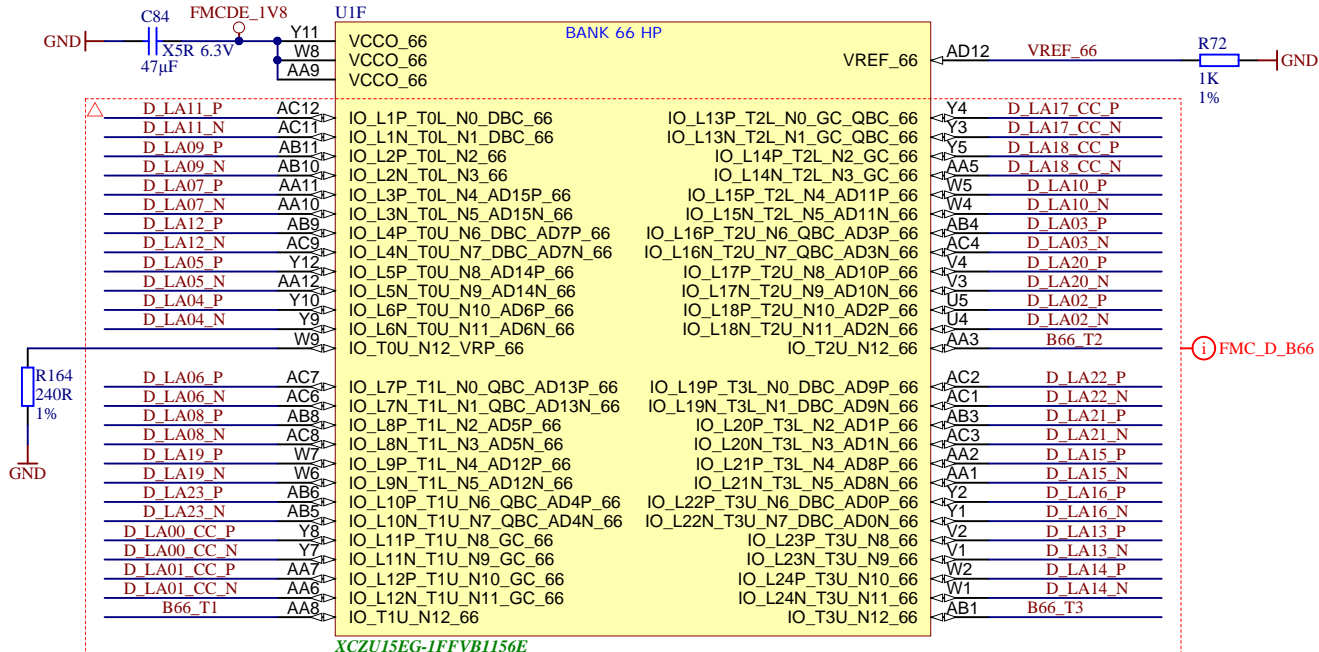 C84 FMCDE_1V8 U1F
GND X5R 6.3V 47µF
Y11 VCCO_66 BANK 66 HP
W8 VCCO_66 VREF_66 AD12 VREF_66 R72 GND
AA9 VCCO_66 1K
1%
D_LA11_P AC12 IO_L1P_T0L_N0_DBC_66 IO_L13P_T2L_N0_GC_QBC_66 Y4 D_LA17_CC_P
D_LA11_N AC11 IO_L1N_T0L_N1_DBC_66 IO_L13N_T2L_N1_GC_QBC_66 Y3 D_LA17_CC_N
D_LA09_P AB11 IO_L2P_T0L_N2_66 IO_L14P_T2L_N2_GC_66 Y5 D_LA18_CC_P
D_LA09_N AB10 IO_L2N_T0L_N3_66 IO_L14N_T2L_N3_GC_66 AA5 D_LA18_CC_N
D_LA07_P AA11 IO_L3P_T0L_N4_AD15P_66 IO_L15P_T2L_N4_AD11P_66 W5 D_LA10_P
D_LA07_N AA10 IO_L3N_T0L_N5_AD15N_66 IO_L15N_T2L_N5_AD11N_66 W4 D_LA10_N
D_LA12_P AB9 IO_L4P_T0U_N6_DBC_AD7P_66 IO_L16P_T2U_N6_QBC_AD3P_66 AB4 D_LA03_P
D_LA12_N AC9 IO_L4N_T0U_N7_DBC_AD7N_66 IO_L16N_T2U_N7_QBC_AD3N_66 AC4 D_LA03_N
D_LA05_P Y12 IO_L5P_T0U_N8_AD14P_66 IO_L17P_T2U_N8_AD10P_66 V4 D_LA20_P
D_LA05_N AA12 IO_L5N_T0U_N9_AD14N_66 IO_L17N_T2U_N9_AD10N_66 V3 D_LA20_N
D_LA04_P Y10 IO_L6P_T0U_N10_AD6P_66 IO_L18P_T2U_N10_AD2P_66 U5 D_LA02_P
D_LA04_N Y9 IO_L6N_T0U_N11_AD6N_66 IO_L18N_T2U_N11_AD2N_66 U4 D_LA02_N
W9 IO_T0U_N12_VRP_66 IO_T2U_N12_66 AA3 B66_T2 i FMC_D_B66
R164
240R
1%
GND
D_LA06_P AC7 IO_L7P_T1L_N0_QBC_AD13P_66 IO_L19P_T3L_N0_DBC_AD9P_66 AC2 D_LA22_P
D_LA06_N AC6 IO_L7N_T1L_N1_QBC_AD13N_66 IO_L19N_T3L_N1_DBC_AD9N_66 AC1 D_LA22_N
D_LA08_P AB8 IO_L8P_T1L_N2_AD5P_66 IO_L20P_T3L_N2_AD1P_66 AB3 D_LA21_P
D_LA08_N AC8 IO_L8N_T1L_N3_AD5N_66 IO_L20N_T3L_N3_AD1N_66 AC3 D_LA21_N
D_LA19_P W7 IO_L9P_T1L_N4_AD12P_66 IO_L21P_T3L_N4_AD8P_66 AA2 D_LA15_P
D_LA19_N W6 IO_L9N_T1L_N5_AD12N_66 IO_L21N_T3L_N5_AD8N_66 AA1 D_LA15_N
D_LA23_P AB6 IO_L10P_T1U_N6_QBC_AD4P_66 IO_L22P_T3U_N6_DBC_AD0P_66 Y2 D_LA16_P
D_LA23_N AB5 IO_L10N_T1U_N7_QBC_AD4N_66 IO_L22N_T3U_N7_DBC_AD0N_66 Y1 D_LA16_N
D_LA00_CC_P Y8 IO_L11P_T1U_N8_GC_66 IO_L23P_T3U_N8_66 V2 D_LA13_P
D_LA00_CC_N Y7 IO_L11N_T1U_N9_GC_66 IO_L23N_T3U_N9_66 V1 D_LA13_N
D_LA01_CC_P AA7 IO_L12P_T1U_N10_GC_66 IO_L24P_T3U_N10_66 W2 D_LA14_P
D_LA01_CC_N AA6 IO_L12N_T1U_N11_GC_66 IO_L24N_T3U_N11_66 W1 D_LA14_N
B66_T1 AA8 IO_T1U_N12_66 IO_T3U_N12_66 AB1 B66_T3
XCZU15EG-1FFVB1156E